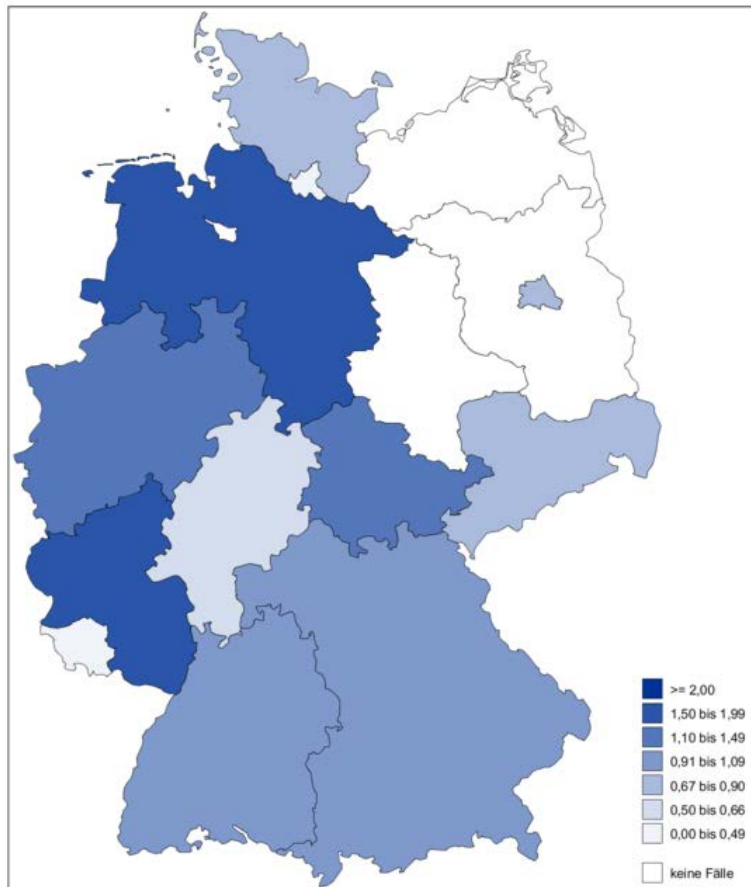 >= 2,00
1,50 bis 1,99
1,10 bis 1,49
0,91 bis 1,09
0,67 bis 0,90
0,50 bis 0,66
0,00 bis 0,49
keine Fälle